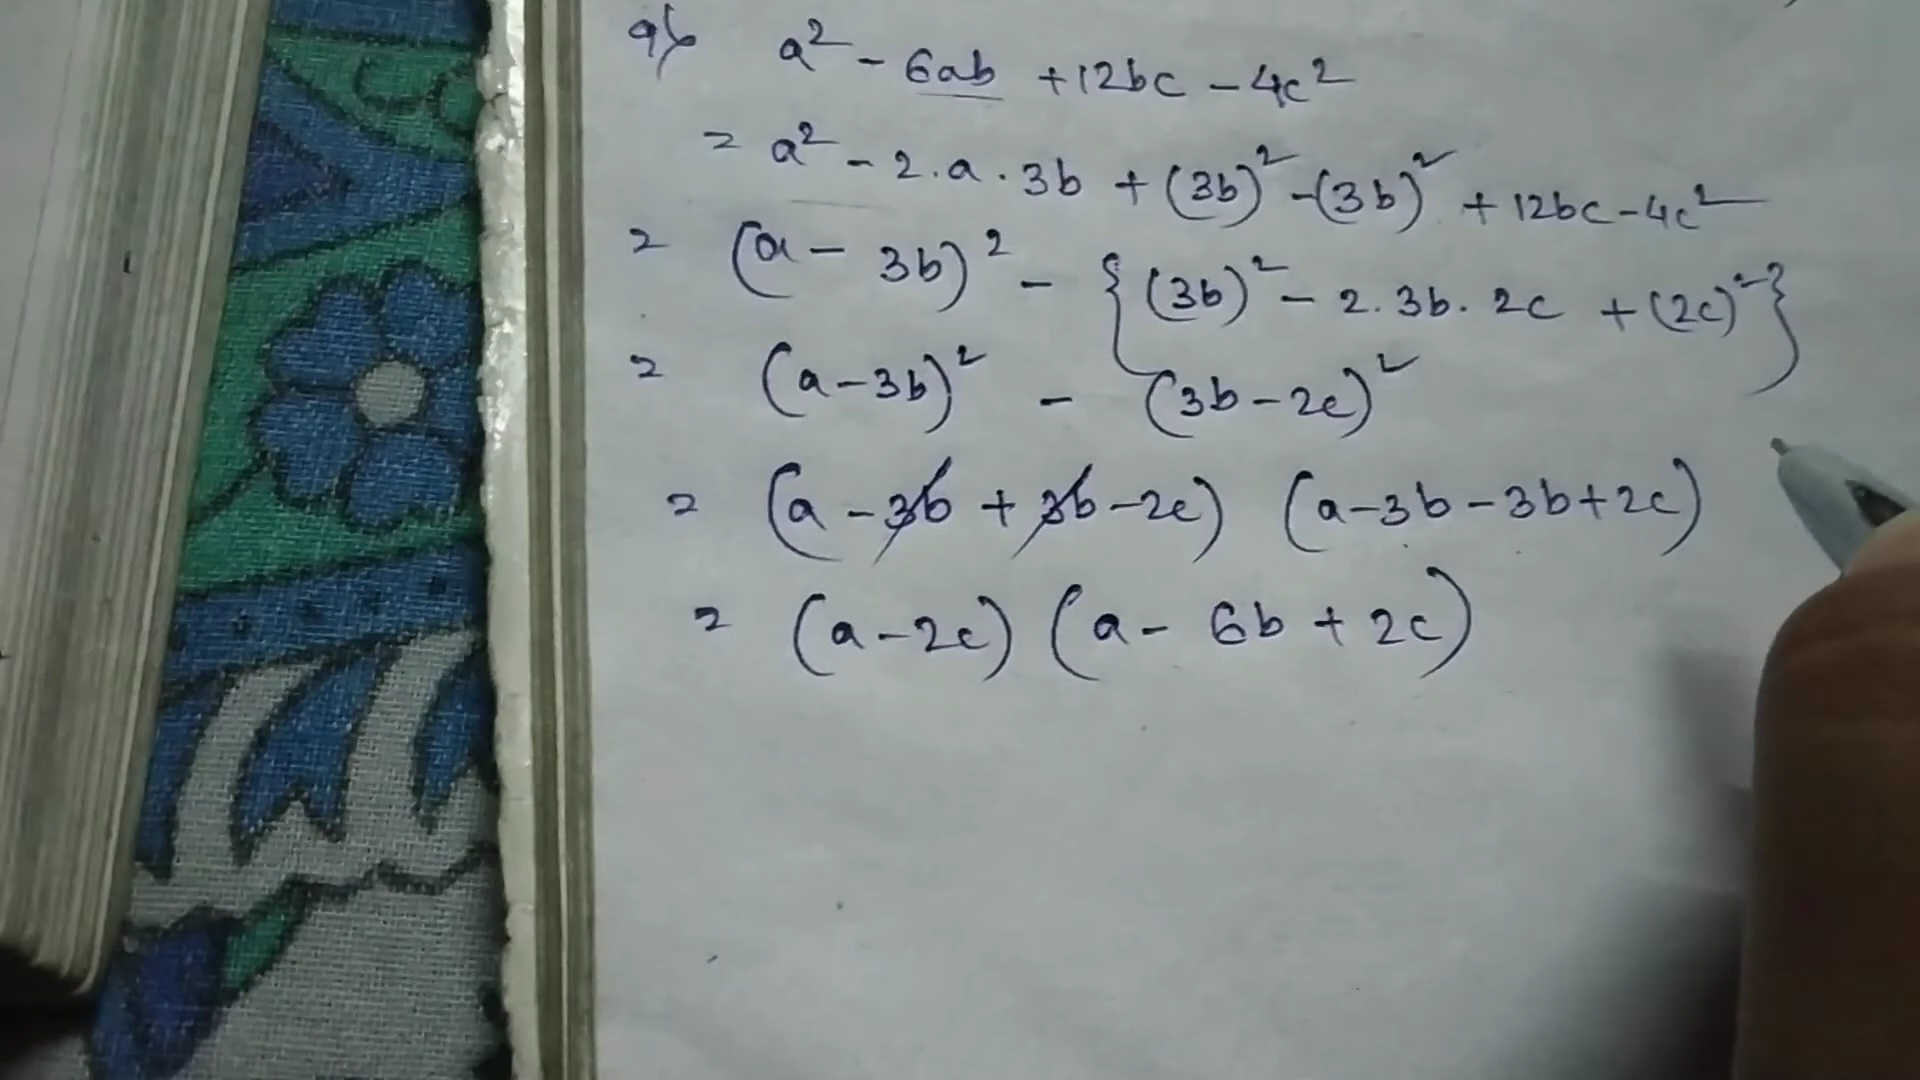 9) a² - 6ab + 12bc - 4c²
= a² - 2.a.3b + (3b)² - (3b)² + 12bc - 4c²
= (a - 3b)² - {(3b)² - 2.3b.2c + (2c)²}
= (a - 3b)² - (3b - 2c)²
= (a - 3b + 3b - 2c) (a - 3b - 3b + 2c)
= (a - 2c) (a - 6b + 2c)